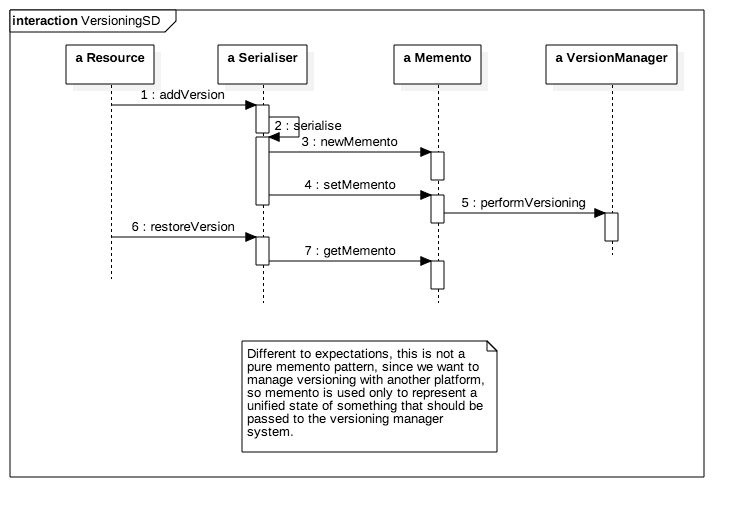 interaction VersioningSD
a Resource
a Serialiser
a Memento
a VersionManager
1 : addVersion
2 : serialise
3 : newMemento
4 : setMemento
5 : performVersioning
6 : restoreVersion
7 : getMemento
Different to expectations, this is not a
pure memento pattern, since we want to
manage versioning with another platform,
so memento is used only to represent a
unified state of something that should be
passed to the versioning manager
system.